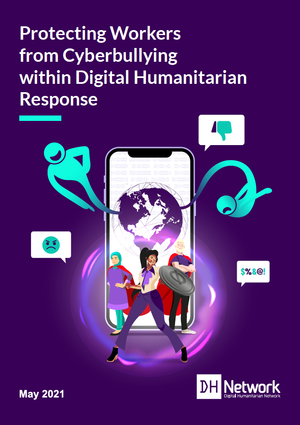 Protecting Workers
from Cyberbullying
within Digital Humanitarian
Response
$%&@!
May 2021
DH Network
Digital Humanitarian Network